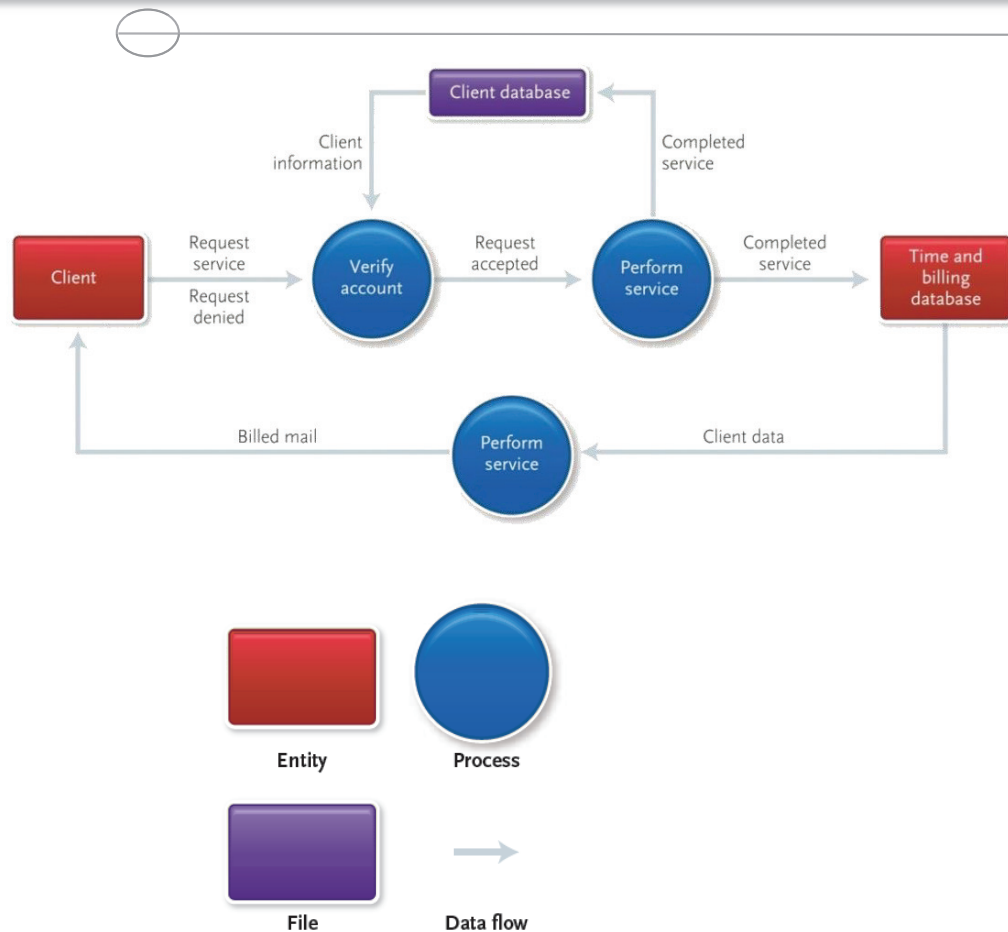 Client database
Client
information
Completed
service
Client
Request
service
Request
denied
Verify
account
Request
accepted
Perform
service
Completed
service
Time and
billing
database
Billed mail
Perform
service
Client data
Entity
Process
File
Data flow